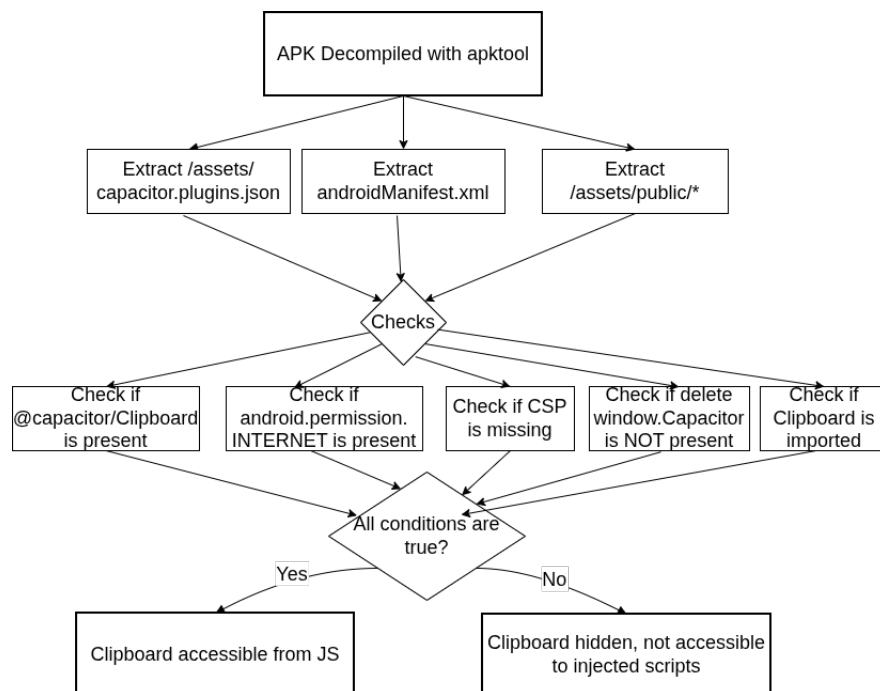 APK Decompiled with apktool
Extract /assets/
capacitor.plugins.json
Extract
androidManifest.xml
Extract
/assets/public/*
Checks
Check if
@capacitor/Clipboard
is present
Check if
android.permission.
INTERNET is present
Check if CSP
is missing
Check if delete
window.Capacitor
is NOT present
Check if
Clipboard is
imported
All conditions are
true?
Yes
No
Clipboard accessible from JS
Clipboard hidden, not accessible
to injected scripts